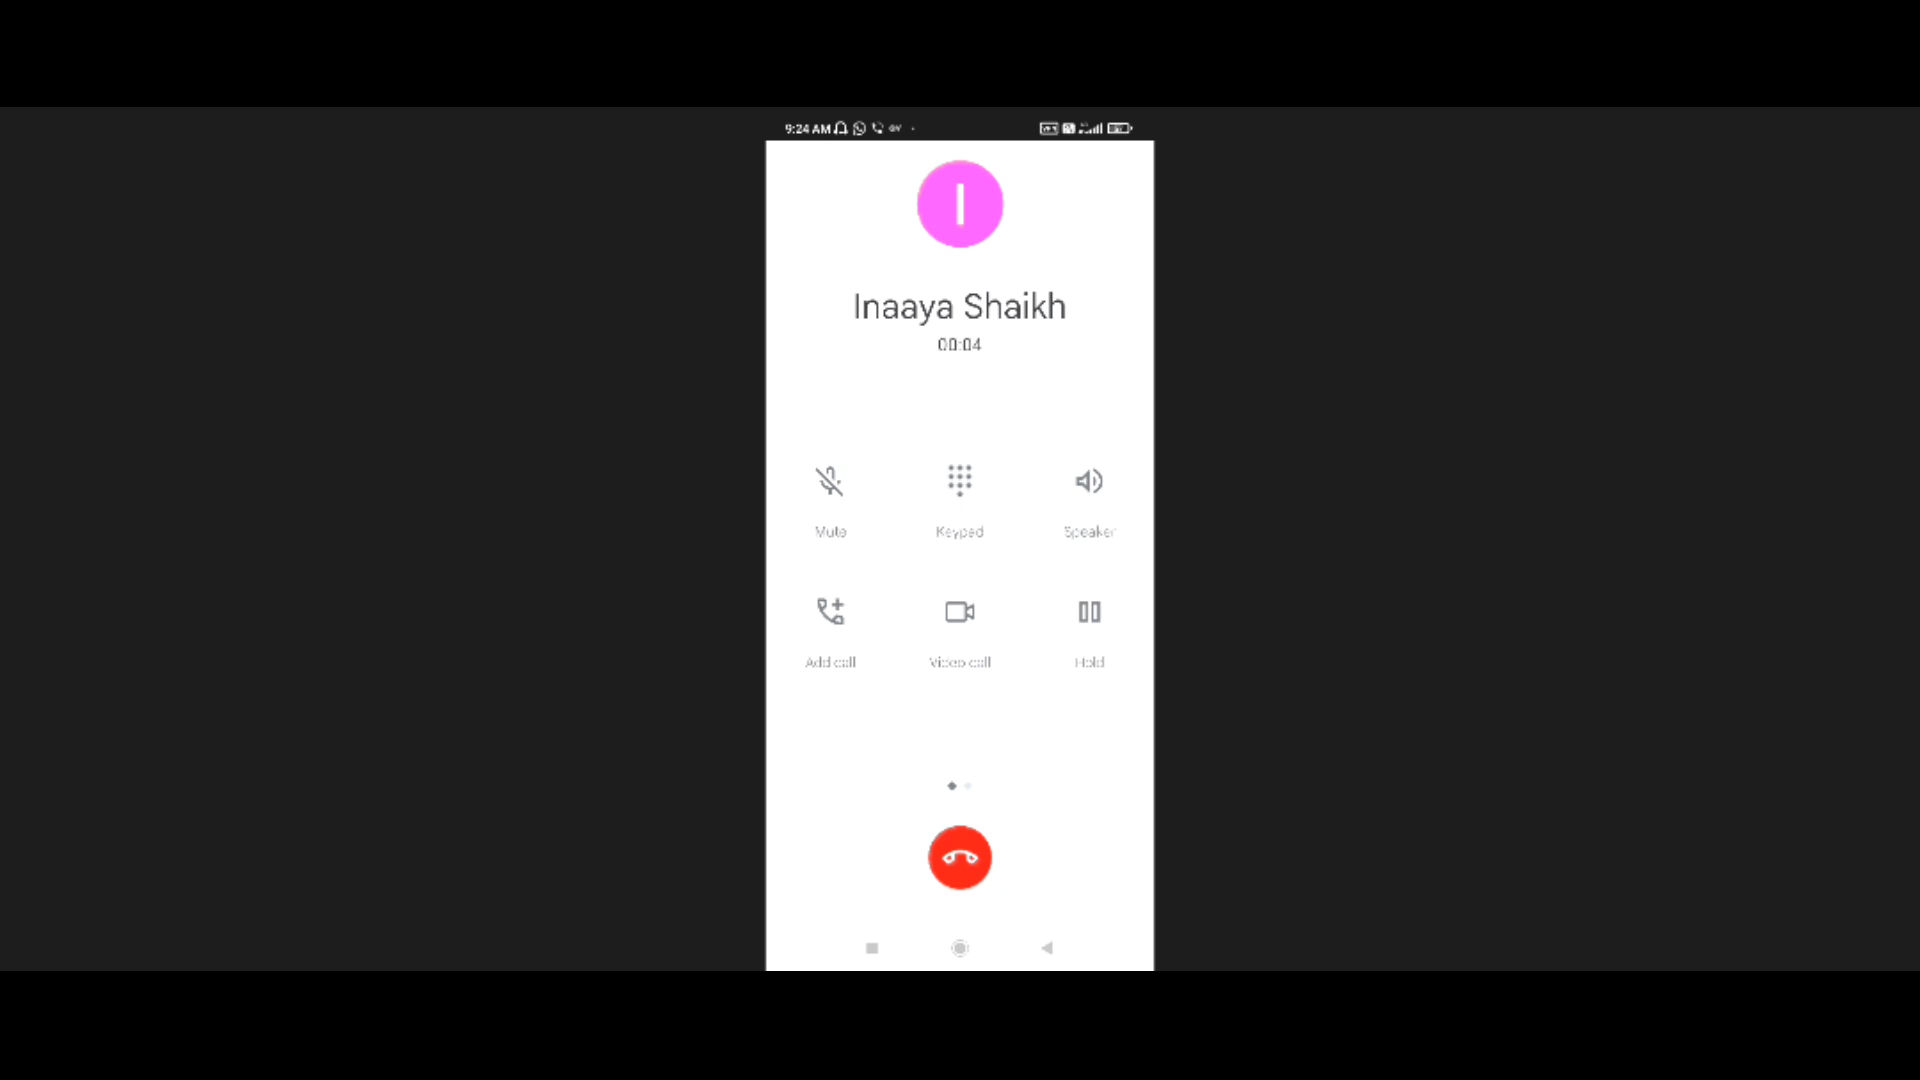 9:24 AM
I
Inaaya Shaikh
00:04
Mute
Keypad
Speaker
Add call
Video call
Hold